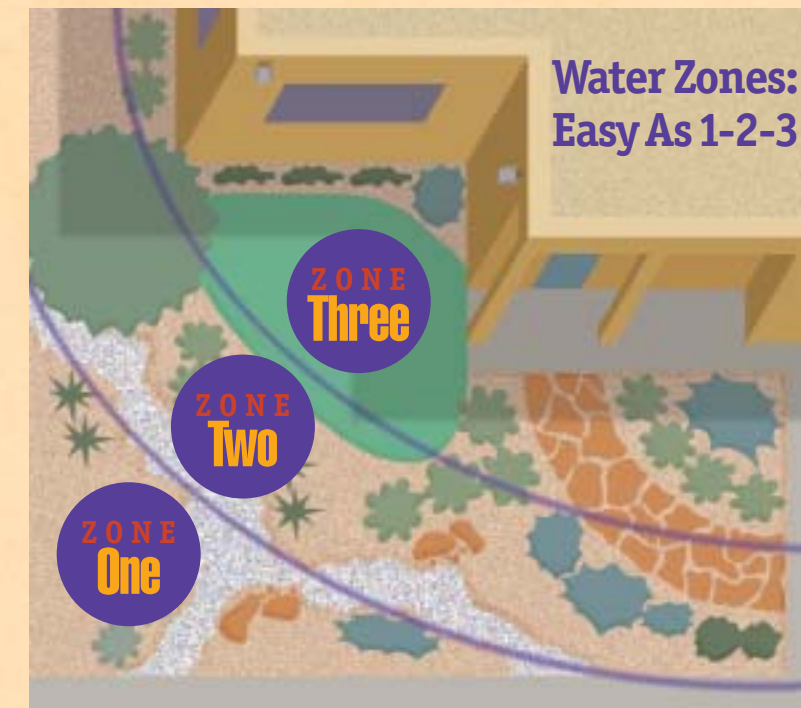 Water Zones:
Easy As 1-2-3
ZONE
Three
ZONE
Two
ZONE
One